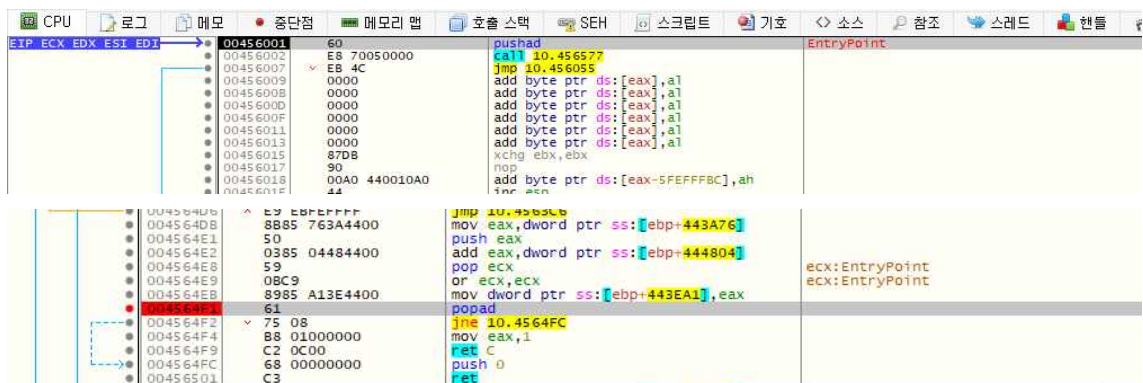 CPU 로그 메모 중단점 메모리 맵 호출 스택 SEH 스크립트 기호 소스 참조 스레드 핸들
EIP ECX EDX ESI EDI 00456001 60 pushad EntryPoint
00456002 E8 70050000 call 10.456577
00456007 EB 4C jmp 10.456055
00456009 0000 add byte ptr ds:[eax],al
0045600B 0000 add byte ptr ds:[eax],al
0045600D 0000 add byte ptr ds:[eax],al
0045600F 0000 add byte ptr ds:[eax],al
00456011 0000 add byte ptr ds:[eax],al
00456013 0000 add byte ptr ds:[eax],al
00456015 87DB xchg ebx,ebx
00456017 90 nop
00456018 00A0 440010A0 add byte ptr ds:[eax-5FEFFFBC],ah
0045601E 44 inc esp
004564D6 E9 EBFEFFFF jmp 10.4563C6
004564DB 8B85 763A4400 mov eax,dword ptr ss:[ebp+443A76]
004564E1 50 push eax
004564E2 0385 04484400 add eax,dword ptr ss:[ebp+444804]
004564E8 59 pop ecx ecx:EntryPoint
004564E9 0BC9 or ecx,ecx ecx:EntryPoint
004564EB 8985 A13E4400 mov dword ptr ss:[ebp+443EA1],eax
004564F1 61 popad
004564F2 75 08 jne 10.4564FC
004564F4 B8 01000000 mov eax,1
004564F9 C2 0C00 ret C
004564FC 68 00000000 push 0
00456501 C3 ret